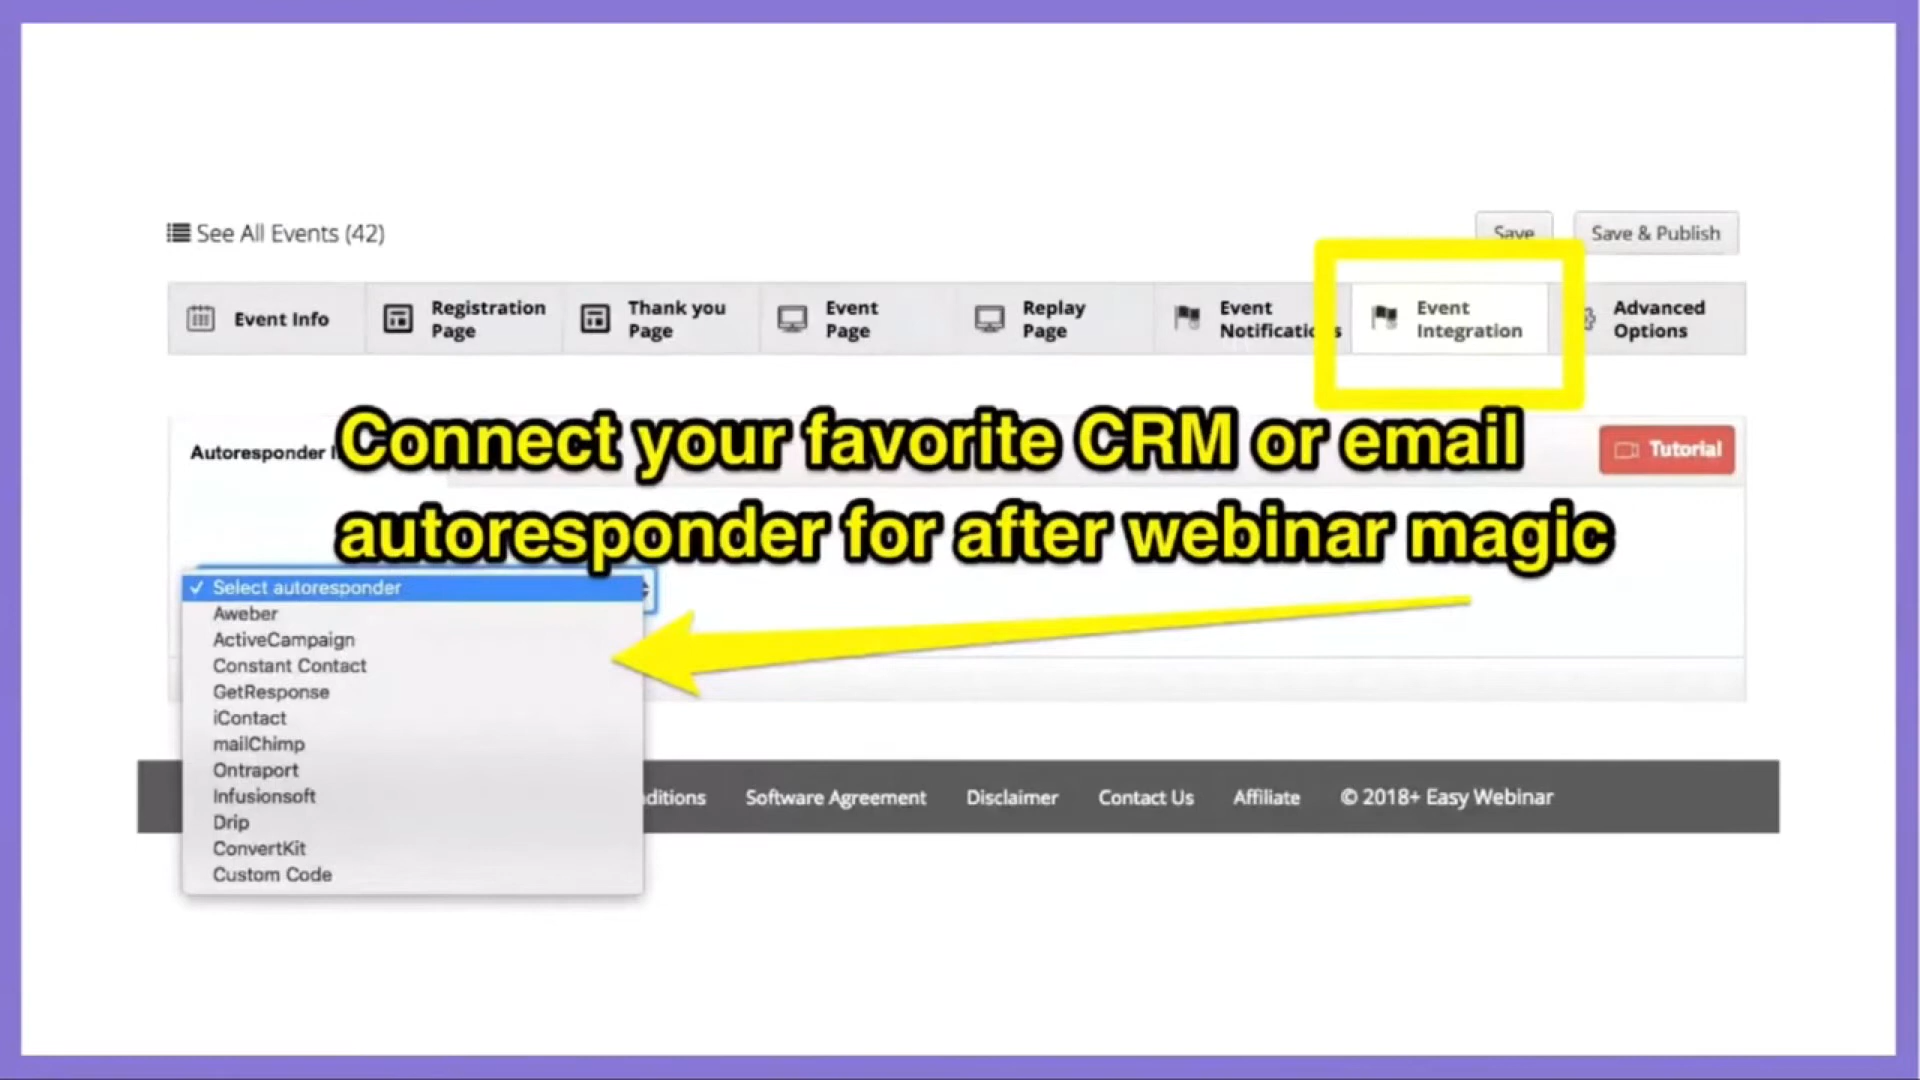 See All Events (42)
Save
Save & Publish
Event Info
Registration
Page
Thank you
Page
Event
Page
Replay
Page
Event
Notifications
Event
Integration
Advanced
Options
Autoresponder
Connect your favorite CRM or email
autoresponder for after webinar magic
Tutorial
✓ Select autoresponder
Aweber
ActiveCampaign
Constant Contact
GetResponse
iContact
mailChimp
Ontraport
Infusionsoft
Drip
ConvertKit
Custom Code
Software Agreement
Disclaimer
Contact Us
Affiliate
© 2018+ Easy Webinar